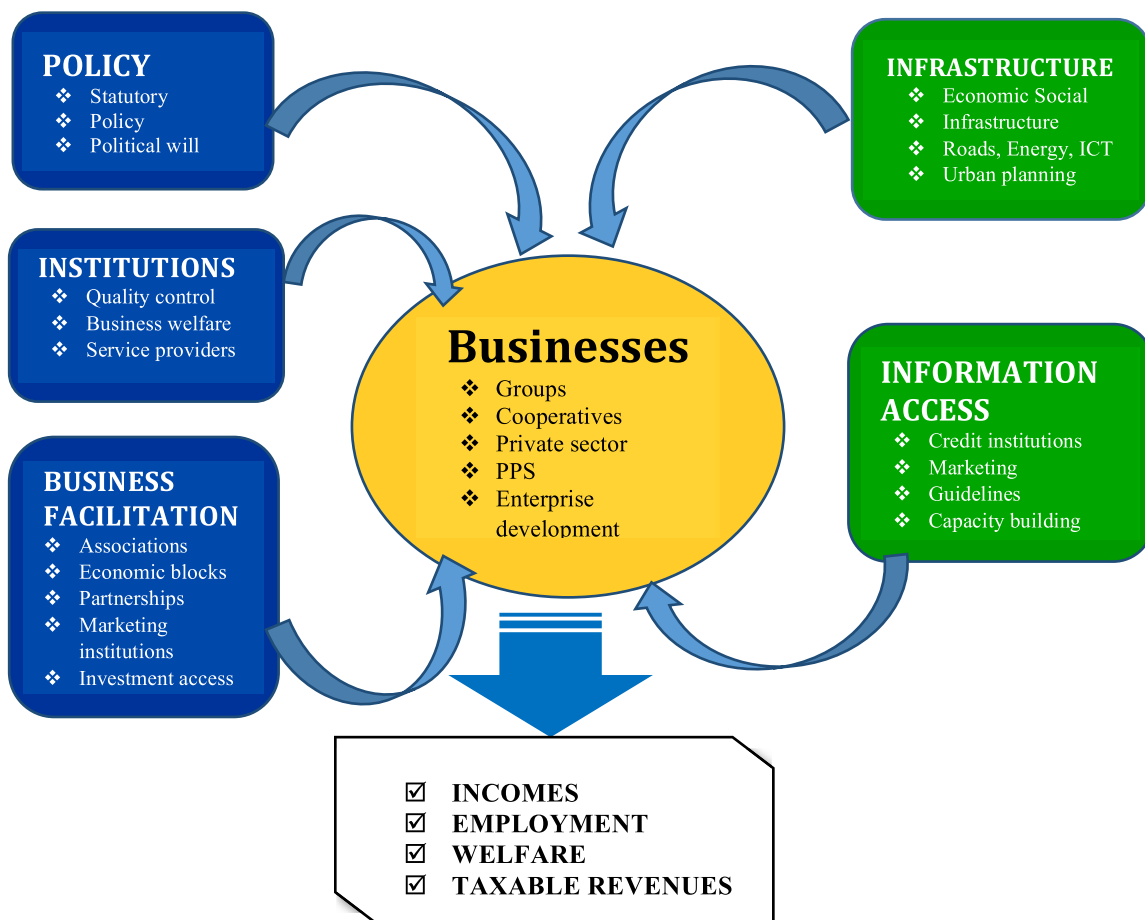 POLICY
❖ Statutory
❖ Policy
❖ Political will
INSTITUTIONS
❖ Quality control
❖ Business welfare
❖ Service providers
BUSINESS
FACILITATION
❖ Associations
❖ Economic blocks
❖ Partnerships
❖ Marketing
institutions
❖ Investment access
Businesses
❖ Groups
❖ Cooperatives
❖ Private sector
❖ PPS
❖ Enterprise
development
INFRASTRUCTURE
❖ Economic Social
❖ Infrastructure
❖ Roads, Energy, ICT
❖ Urban planning
INFORMATION
ACCESS
❖ Credit institutions
❖ Marketing
❖ Guidelines
❖ Capacity building
☑ INCOMES
☑ EMPLOYMENT
☑ WELFARE
☑ TAXABLE REVENUES